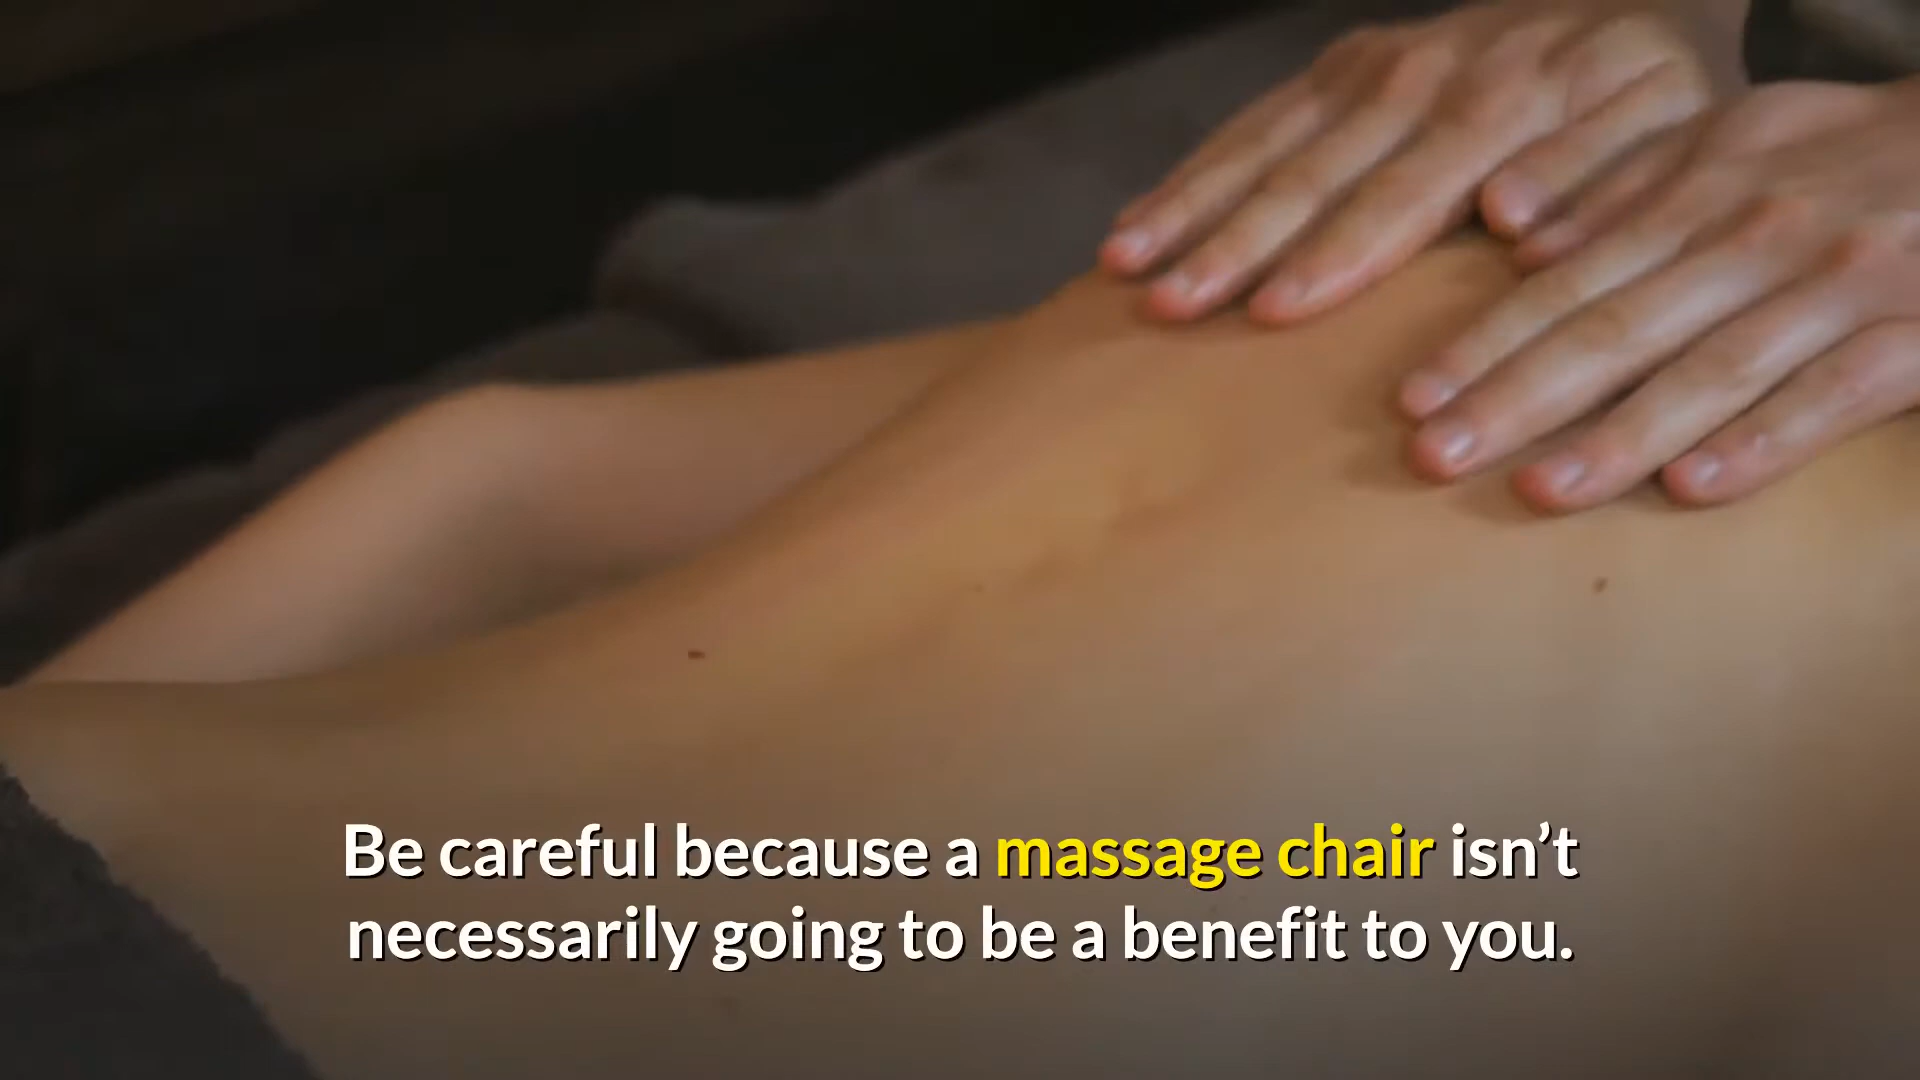 Be careful because a massage chair isn’t
necessarily going to be a benefit to you.